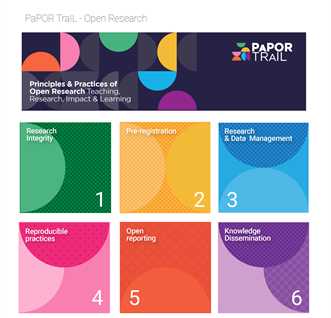 PaPOR TraIL - Open Research
PaPOR
TRAIL
Principles & Practices of
Open Research Teaching,
Research, Impact & Learning
Research
Integrity
1
Pre-registration
2
Research
& Data Management
3
Reproducible
practices
4
Open
reporting
5
Knowledge
Dissemination
6